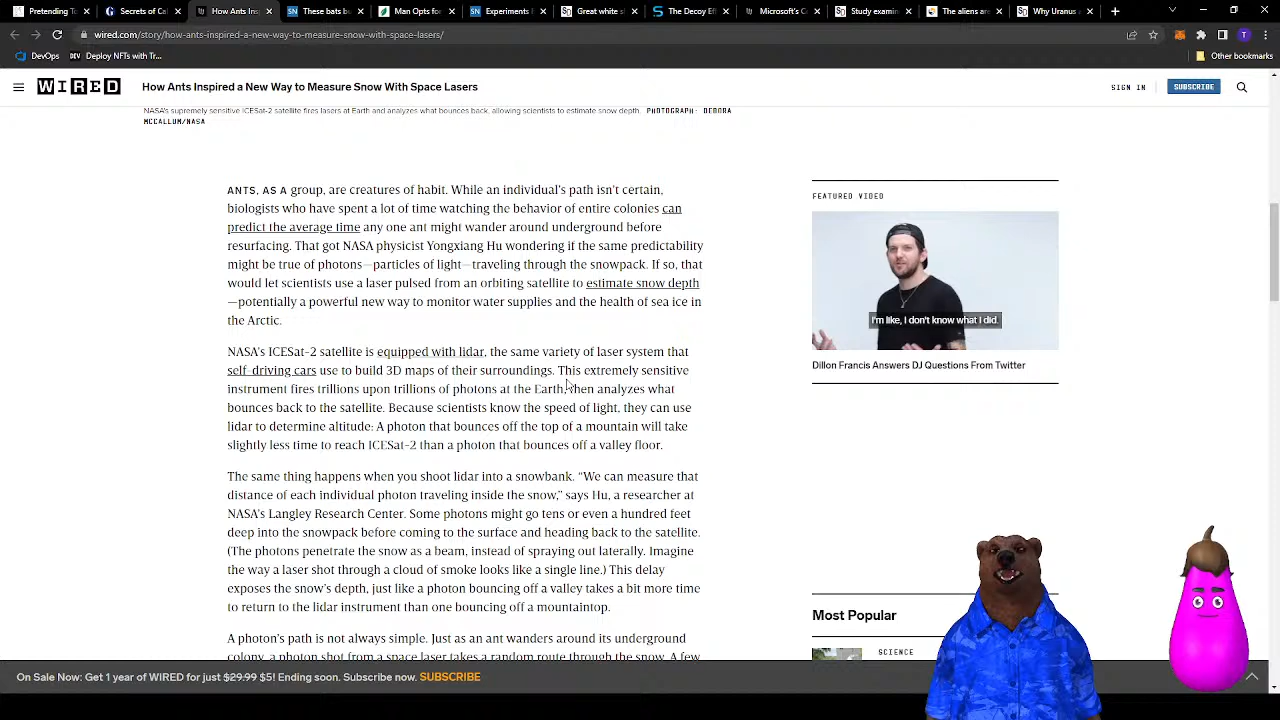 Pretending To
Secrets of Cal
How Ants Insp
These bats b
Man Opts for
Experiments
Great white s
The Decoy Eff
Microsoft's C
Study examin
The aliens are
Why Uranus a
wired.com/story/how-ants-inspired-a-new-way-to-measure-snow-with-space-lasers/
DevOps
DEV Deploy NFTs with Tr...
Other bookmarks
WIRED
How Ants Inspired a New Way to Measure Snow With Space Lasers
SIGN IN
SUBSCRIBE
NASA's supremely sensitive ICESat-2 satellite fires lasers at Earth and analyzes what bounces back, allowing scientists to estimate snow depth. PHOTOGRAPH: DEBORA
MCCALLUM/NASA
ANTS, AS A group, are creatures of habit. While an individual's path isn't certain,
biologists who have spent a lot of time watching the behavior of entire colonies can
predict the average time any one ant might wander around underground before
resurfacing. That got NASA physicist Yongxiang Hu wondering if the same predictability
might be true of photons—particles of light—traveling through the snowpack. If so, that
would let scientists use a laser pulsed from an orbiting satellite to estimate snow depth
—potentially a powerful new way to monitor water supplies and the health of sea ice in
the Arctic.
NASA's ICESat-2 satellite is equipped with lidar, the same variety of laser system that
self-driving cars use to build 3D maps of their surroundings. This extremely sensitive
instrument fires trillions upon trillions of photons at the Earth, then analyzes what
bounces back to the satellite. Because scientists know the speed of light, they can use
lidar to determine altitude: A photon that bounces off the top of a mountain will take
slightly less time to reach ICESat-2 than a photon that bounces off a valley floor.
The same thing happens when you shoot lidar into a snowbank. "We can measure that
distance of each individual photon traveling inside the snow," says Hu, a researcher at
NASA's Langley Research Center. Some photons might go tens or even a hundred feet
deep into the snowpack before coming to the surface and heading back to the satellite.
(The photons penetrate the snow as a beam, instead of spraying out laterally. Imagine
the way a laser shot through a cloud of smoke looks like a single line.) This delay
exposes the snow's depth, just like a photon bouncing off a valley takes a bit more time
to return to the lidar instrument than one bouncing off a mountaintop.
A photon's path is not always simple. Just as an ant wanders around its underground
colony, a photon shot from a space laser takes a random route through the snow. A few
FEATURED VIDEO
I'm like, I don't know what I did.
Dillon Francis Answers DJ Questions From Twitter
Most Popular
SCIENCE
On Sale Now: Get 1 year of WIRED for just $29.99 $5! Ending soon. Subscribe now. SUBSCRIBE